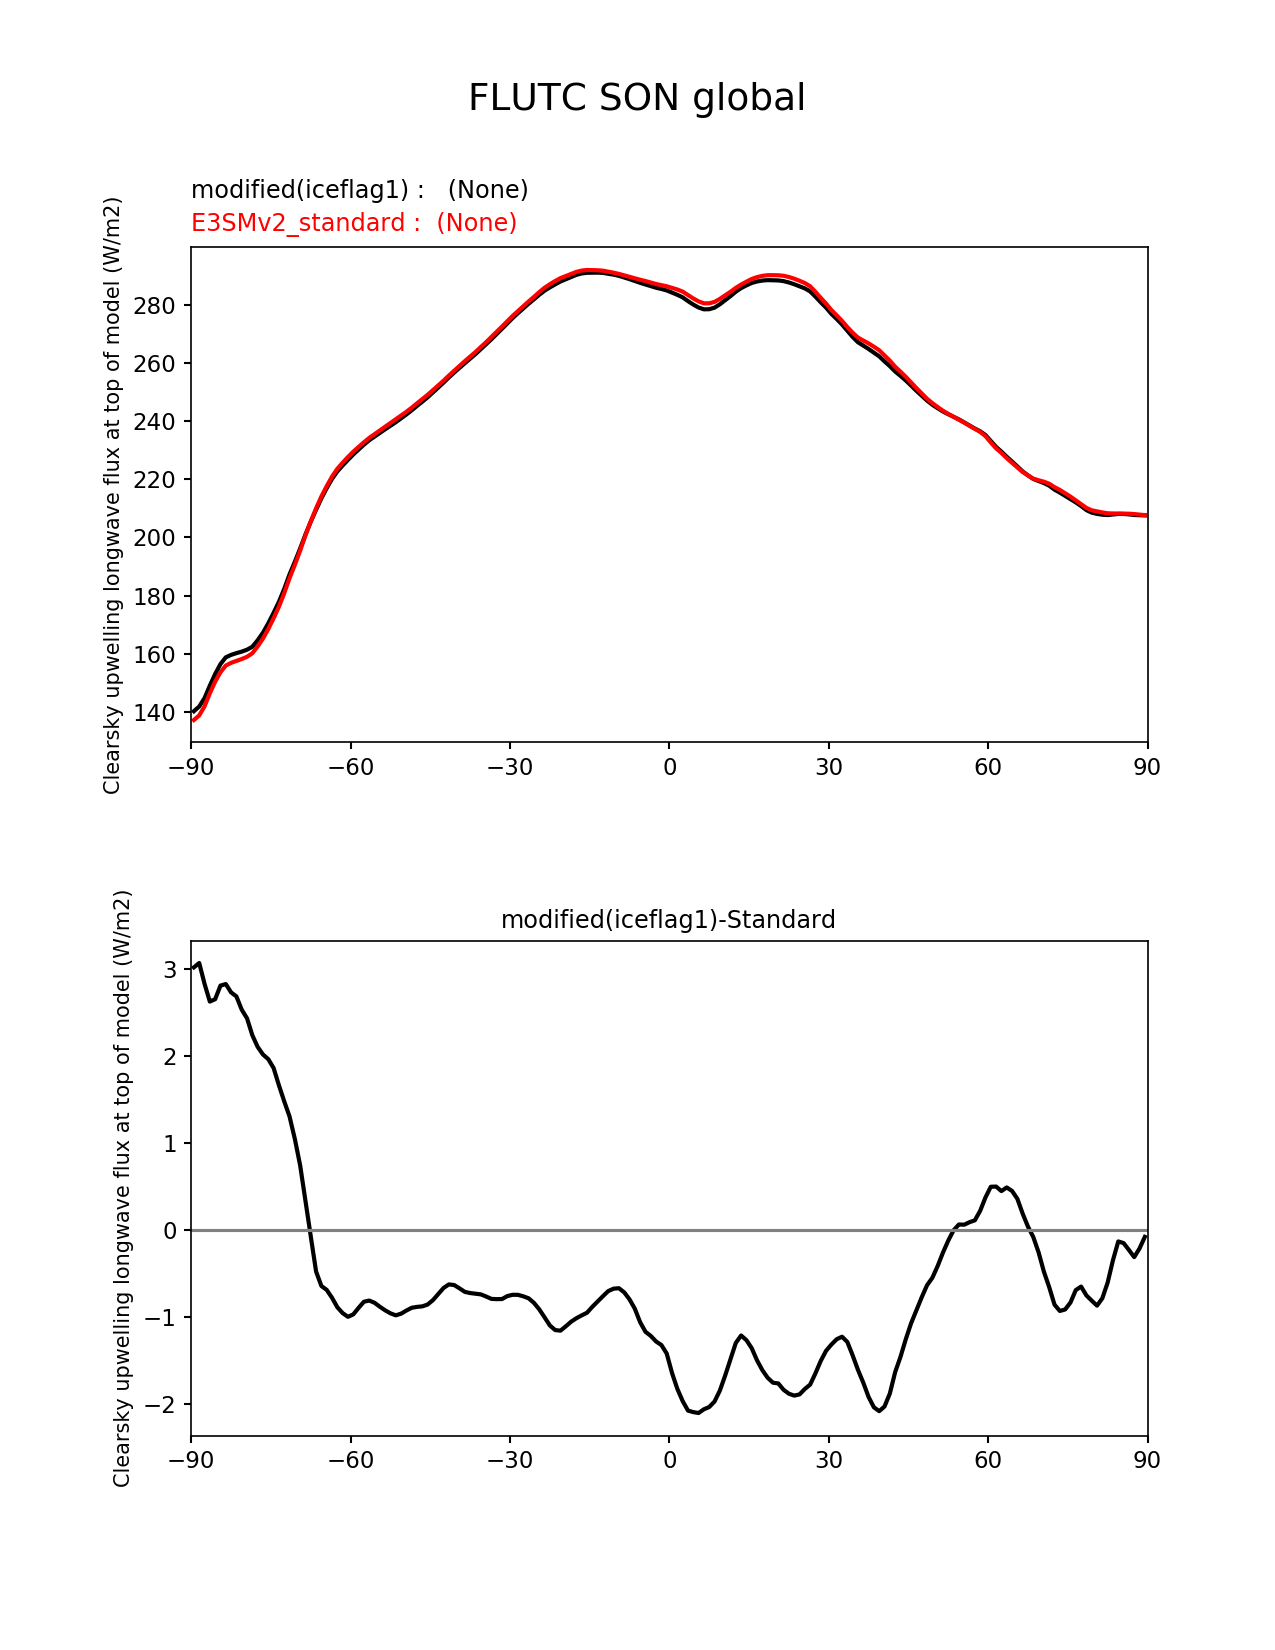 FLUTC SON global
modified(iceflag1) :   (None)
E3SMv2_standard :  (None)
Clearsky upwelling longwave flux at top of model (W/m2)
280
260
240
220
200
180
160
140
−90 −60 −30 0 30 60 90
modified(iceflag1)-Standard
Clearsky upwelling longwave flux at top of model (W/m2)
3
2
1
0
−1
−2
−90 −60 −30 0 30 60 90